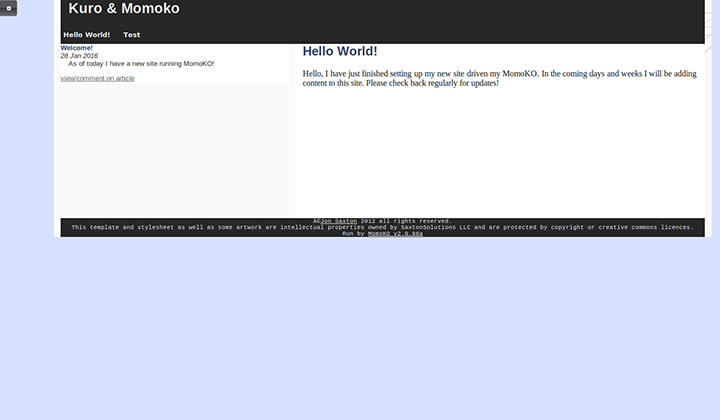 Kuro & Momoko
Hello World! Test
Welcome!
28 Jan 2016
As of today I have a new site running MomoKO!
view/comment on article
Hello World!
Hello, I have just finished setting up my new site driven my MomoKO. In the coming days and weeks I will be adding
content to this site. Please check back regularly for updates!
Â©Jon Saxton 2012 all rights reserved.
This template and stylesheet as well as some artwork are intellectual properties owned by SaxtonSolutions LLC and are protected by copyright or creative commons licences.
Run by MomoKO v2.0.86a